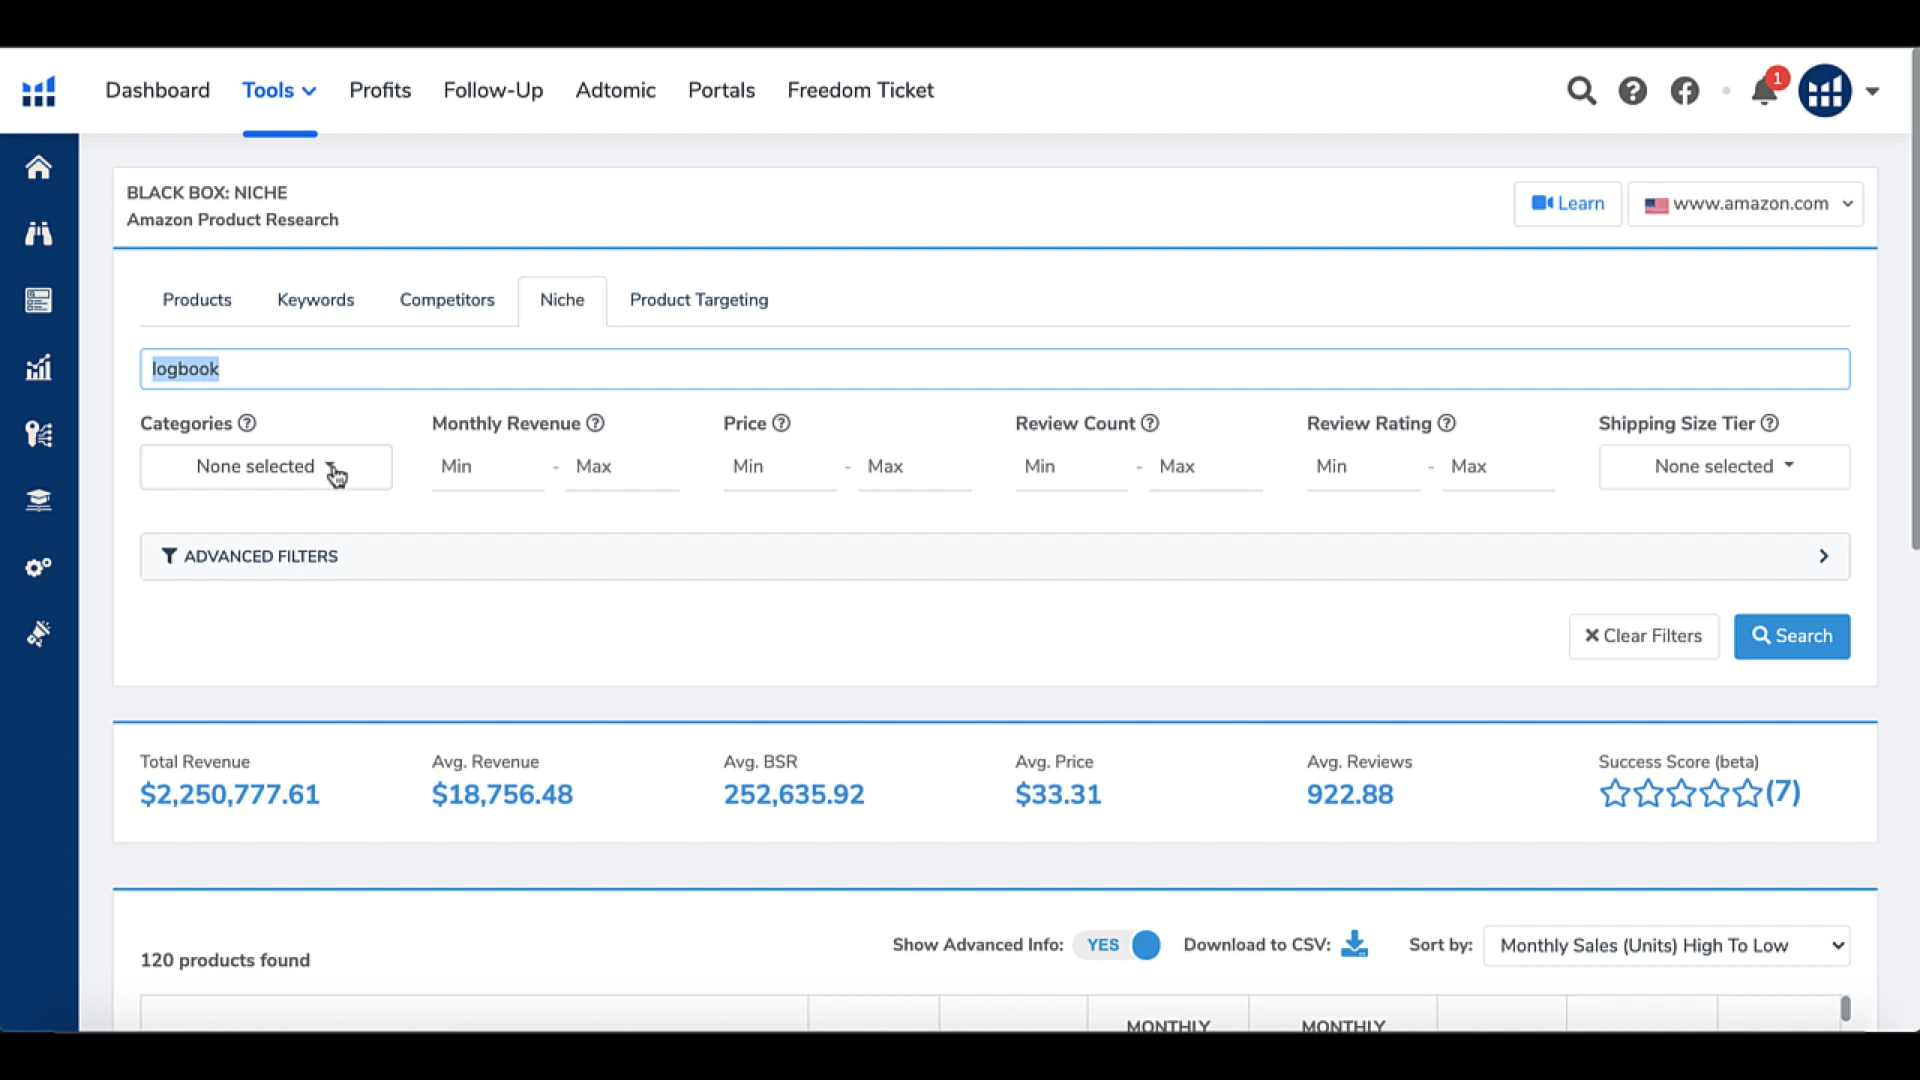 Dashboard Tools Profits Follow-Up Adtomic Portals Freedom Ticket 1
BLACK BOX: NICHE
Amazon Product Research
Learn www.amazon.com
Products Keywords Competitors Niche Product Targeting
logbook
Categories Monthly Revenue Price Review Count Review Rating Shipping Size Tier
None selected Min - Max Min - Max Min - Max Min - Max None selected
ADVANCED FILTERS
Clear Filters Search
Total Revenue Avg. Revenue Avg. BSR Avg. Price Avg. Reviews Success Score (beta)
$2,250,777.61 $18,756.48 252,635.92 $33.31 922.88 (7)
120 products found Show Advanced Info: YES Download to CSV: Sort by: Monthly Sales (Units) High To Low
MONTHLY MONTHLY